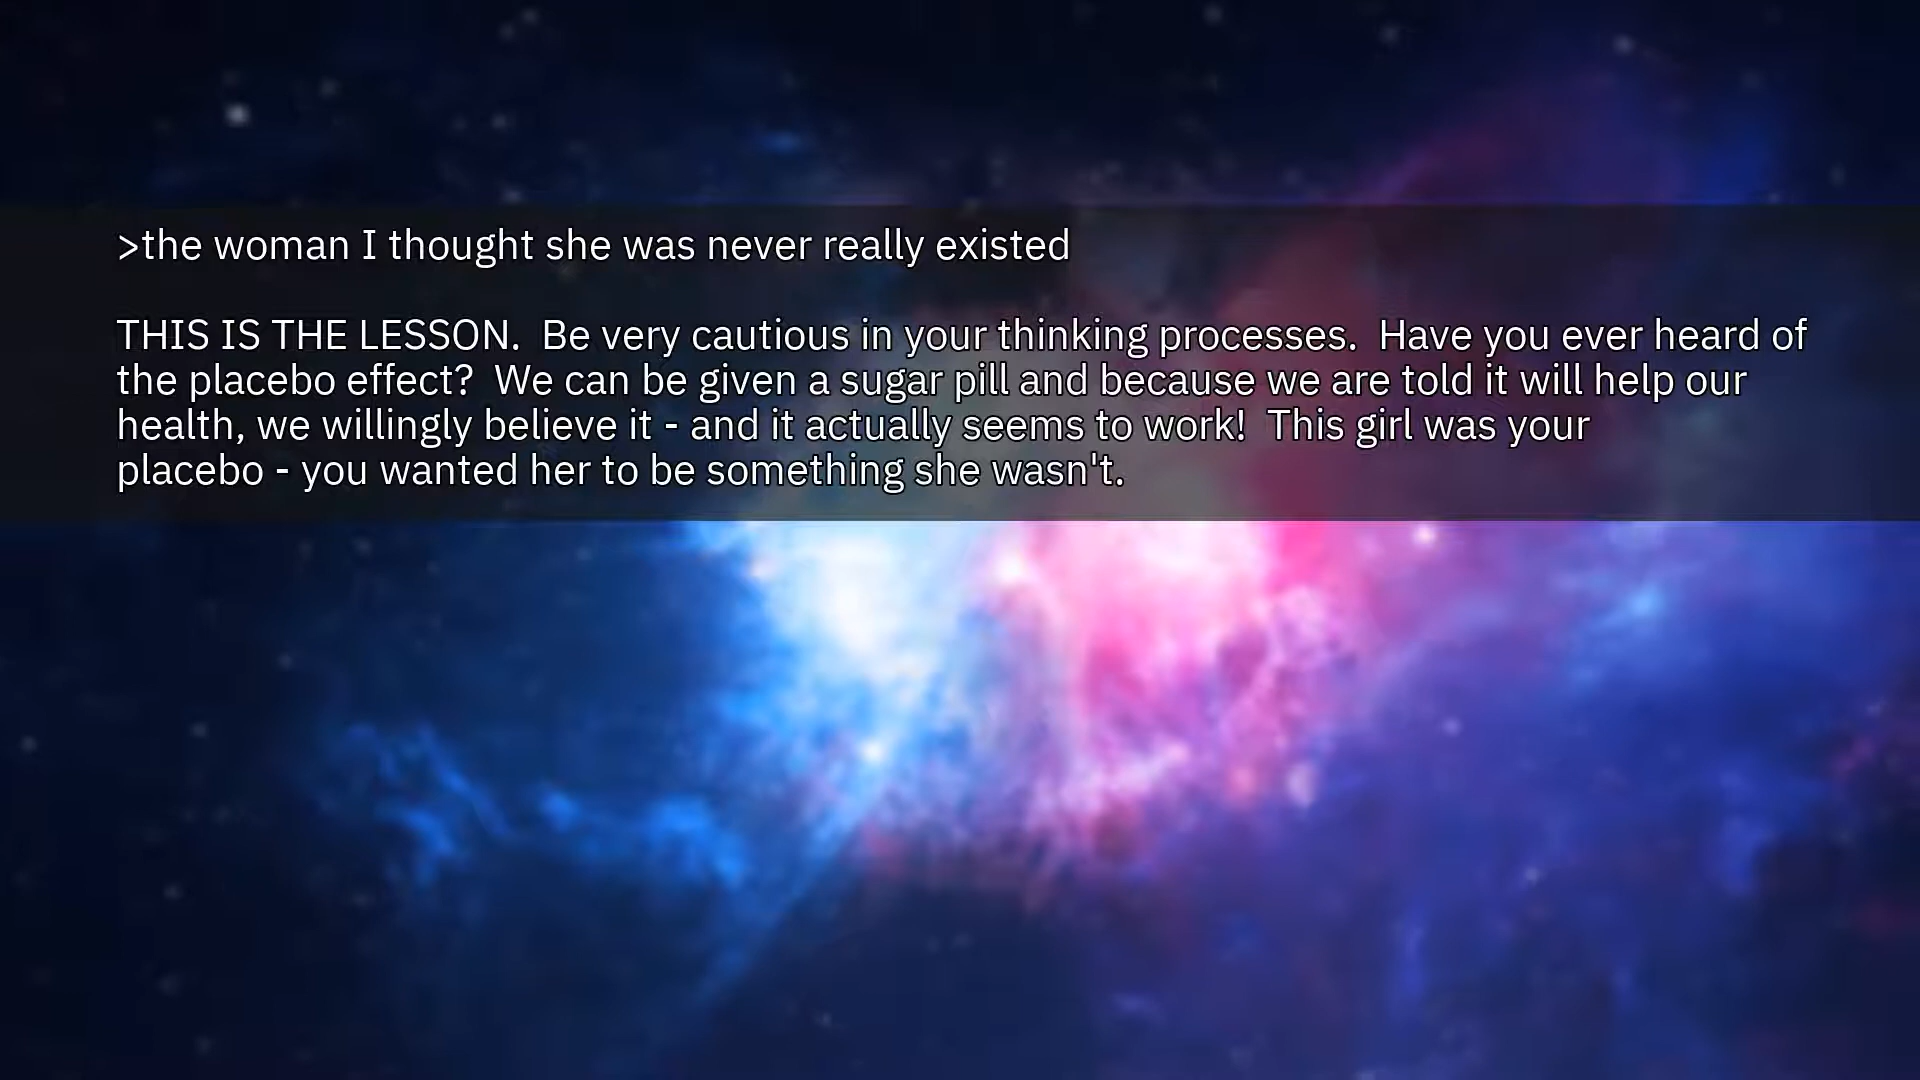 >the woman I thought she was never really existed
THIS IS THE LESSON.  Be very cautious in your thinking processes.  Have you ever heard of
the placebo effect?  We can be given a sugar pill and because we are told it will help our
health, we willingly believe it - and it actually seems to work!  This girl was your
placebo - you wanted her to be something she wasn't.